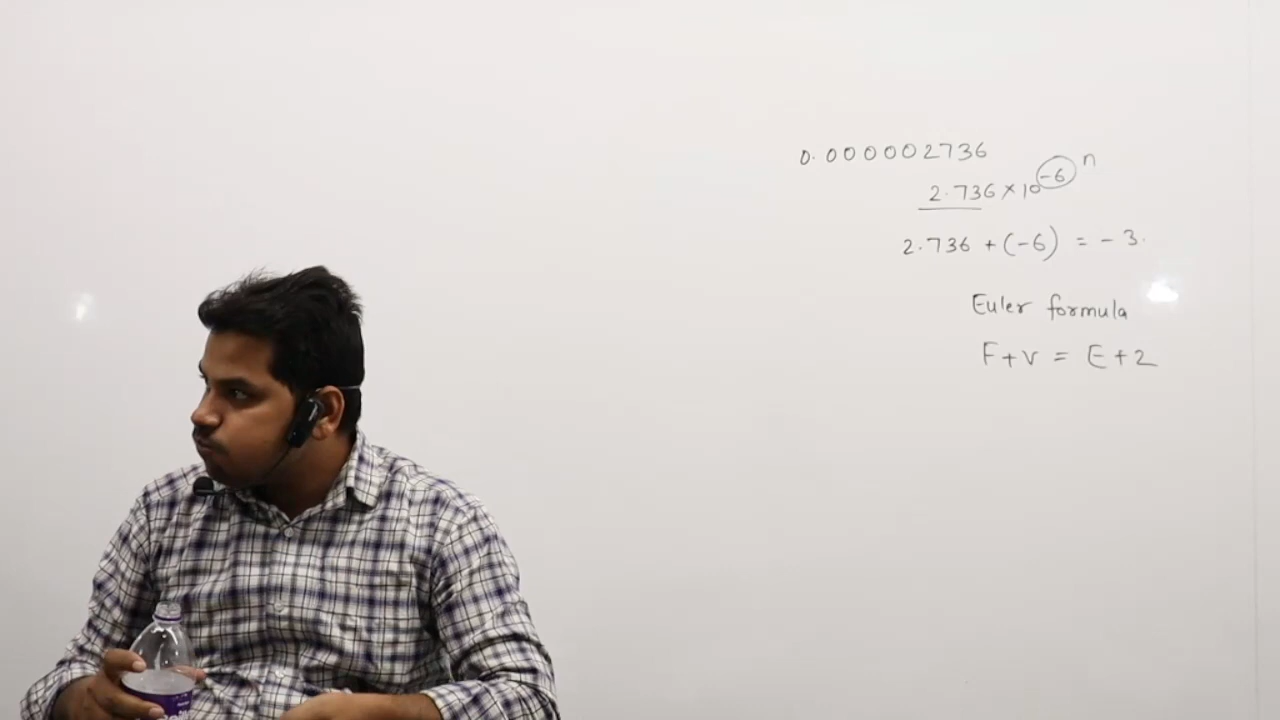 0.000002736
2.736 × 10^-6 n
2.736 + (-6) = - 3.
Euler formula
F+V = E+2